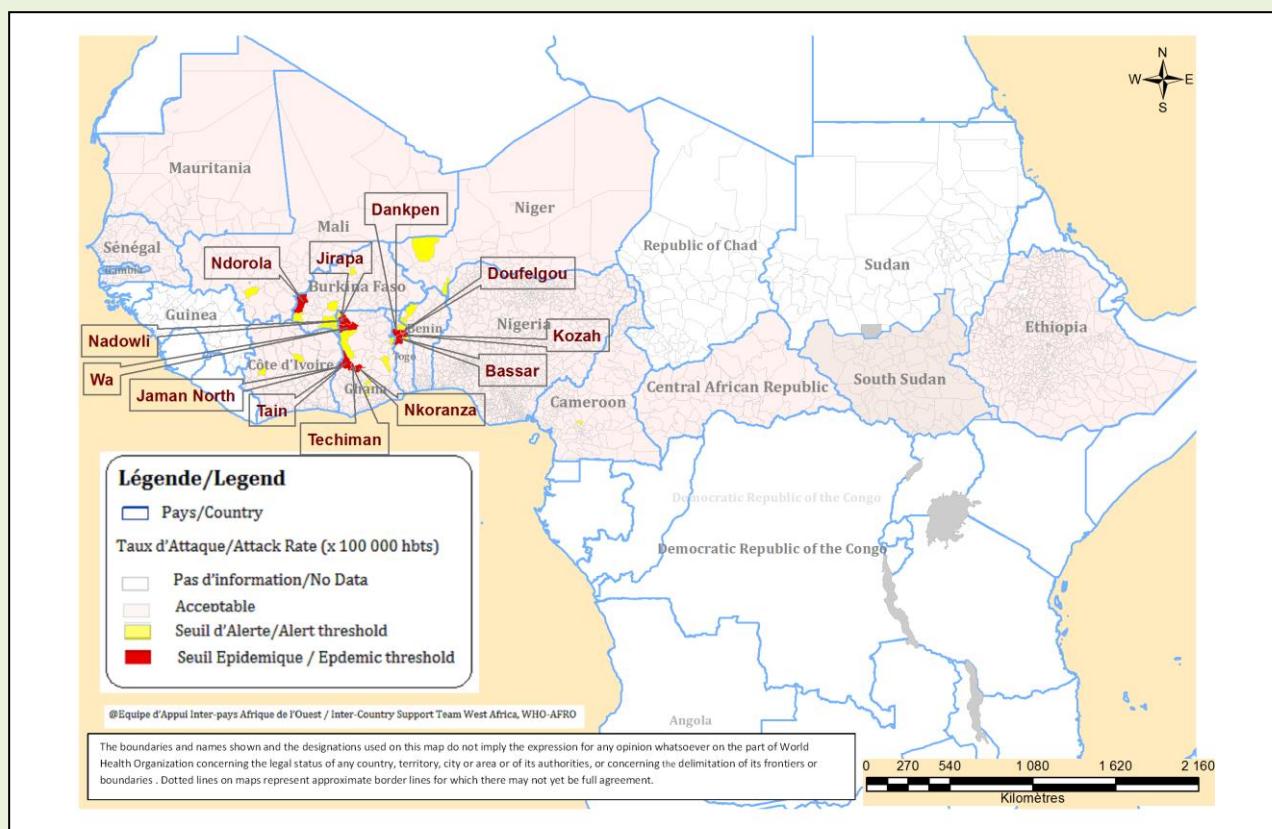 N
W E
S
Mauritania
Niger
Dankpen
Mali
Sénégal
Gambia
Ndorola
Jirapa
Burkina Faso
Republic of Chad
Sudan
Doufelgou
Guinea
Benin
Nigeria
Kozah
Ethiopia
Nadowli
Togo
Bassar
Wa
Côte d'Ivoire
Ghana
Central African Republic
South Sudan
Jaman North
Tain
Nkoranza
Cameroon
Techiman
Democratic Republic of the Congo
Democratic Republic of the Congo
Angola
Légende/Legend
Pays/Country
Taux d'Attaque/Attack Rate (x 100 000 hbts)
Pas d'information/No Data
Acceptable
Seuil d'Alerte/Alert threshold
Seuil Epidemique / Epdemic threshold
@Equipe d'Appui Inter-pays Afrique de l'Ouest / Inter-Country Support Team West Africa, WHO-AFRO
The boundaries and names shown and the designations used on this map do not imply the expression for any opinion whatsoever on the part of World
Health Organization concerning the legal status of any country, territory, city or area or of its authorities, or concerning the delimitation of its frontiers or
boundaries . Dotted lines on maps represent approximate border lines for which there may not yet be full agreement.
0 270 540 1 080 1 620 2 160
Kilomètres